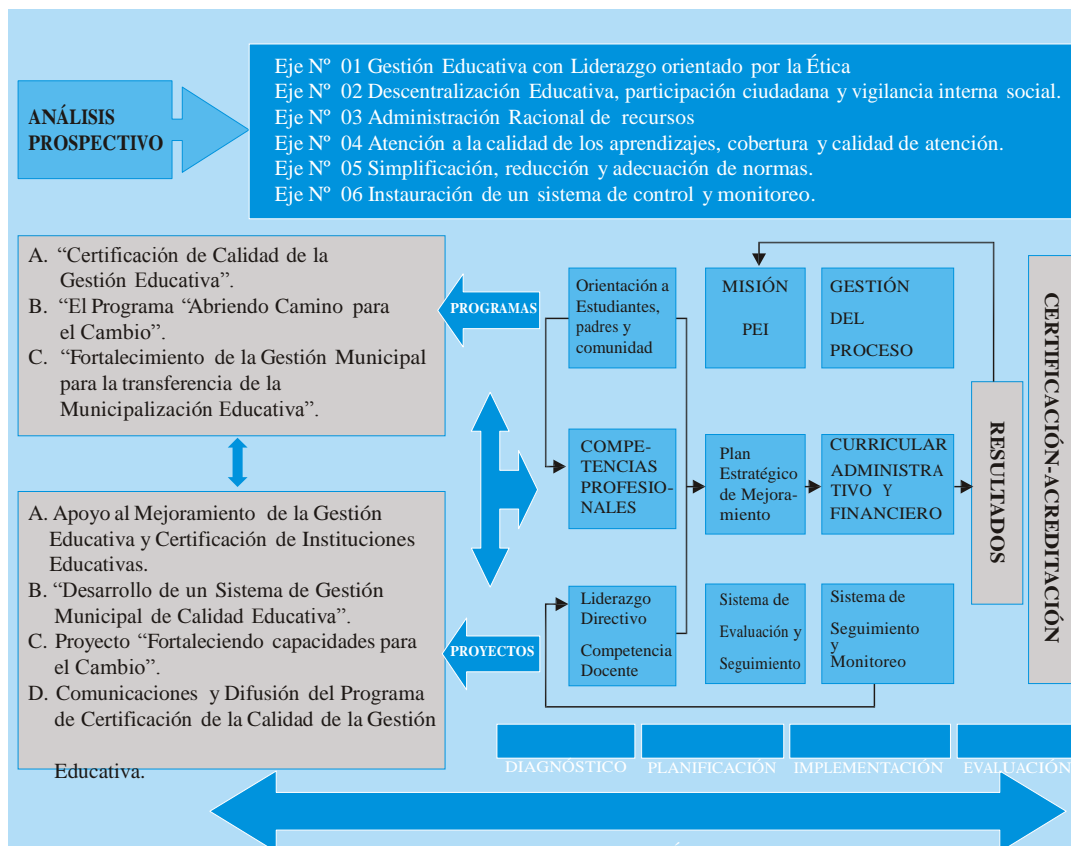 ANÁLISIS
PROSPECTIVO
Eje Nº 01 Gestión Educativa con Liderazgo orientado por la Ética
Eje Nº 02 Descentralización Educativa, participación ciudadana y vigilancia interna social.
Eje Nº 03 Administración Racional de recursos
Eje Nº 04 Atención a la calidad de los aprendizajes, cobertura y calidad de atención.
Eje Nº 05 Simplificación, reducción y adecuación de normas.
Eje Nº 06 Instauración de un sistema de control y monitoreo.
A. “Certificación de Calidad de la
Gestión Educativa”.
B. “El Programa “Abriendo Camino para
el Cambio”.
C. “Fortalecimiento de la Gestión Municipal
para la transferencia de la
Municipalización Educativa”.
PROGRAMAS
Orientación a
Estudiantes,
padres y
comunidad
MISIÓN
PEI
GESTIÓN
DEL
PROCESO
COMPE-
TENCIAS
PROFESIO-
NALES
Plan
Estratégico
de Mejora-
miento
CURRICULAR
ADMINISTRA
TIVO Y
FINANCIERO
RESULTADOS
CERTIFICACIÓN-ACREDITACIÓN
A. Apoyo al Mejoramiento de la Gestión
Educativa y Certificación de Instituciones
Educativas.
B. “Desarrollo de un Sistema de Gestión
Municipal de Calidad Educativa”.
C. Proyecto “Fortaleciendo capacidades para
el Cambio”.
D. Comunicaciones y Difusión del Programa
de Certificación de la Calidad de la Gestión
Educativa.
PROYECTOS
Liderazgo
Directivo
Competencia
Docente
Sistema de
Evaluación y
Seguimiento
Sistema de
Seguimiento
y
Monitoreo
DIAGNÓSTICO
PLANIFICACIÓN
IMPLEMENTACIÓN
EVALUACIÓN